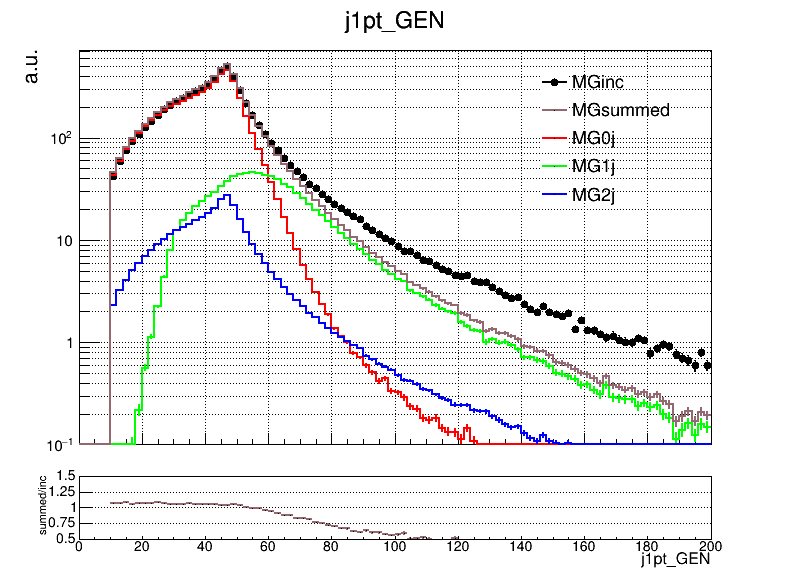 j1pt_GEN
a.u.
MGinc
MGsummed
MG0j
MG1j
MG2j
10²
10
1
10⁻¹
summed/inc
1.5
1.25
1
0.75
0.5
0 20 40 60 80 100 120 140 160 180 200
j1pt_GEN